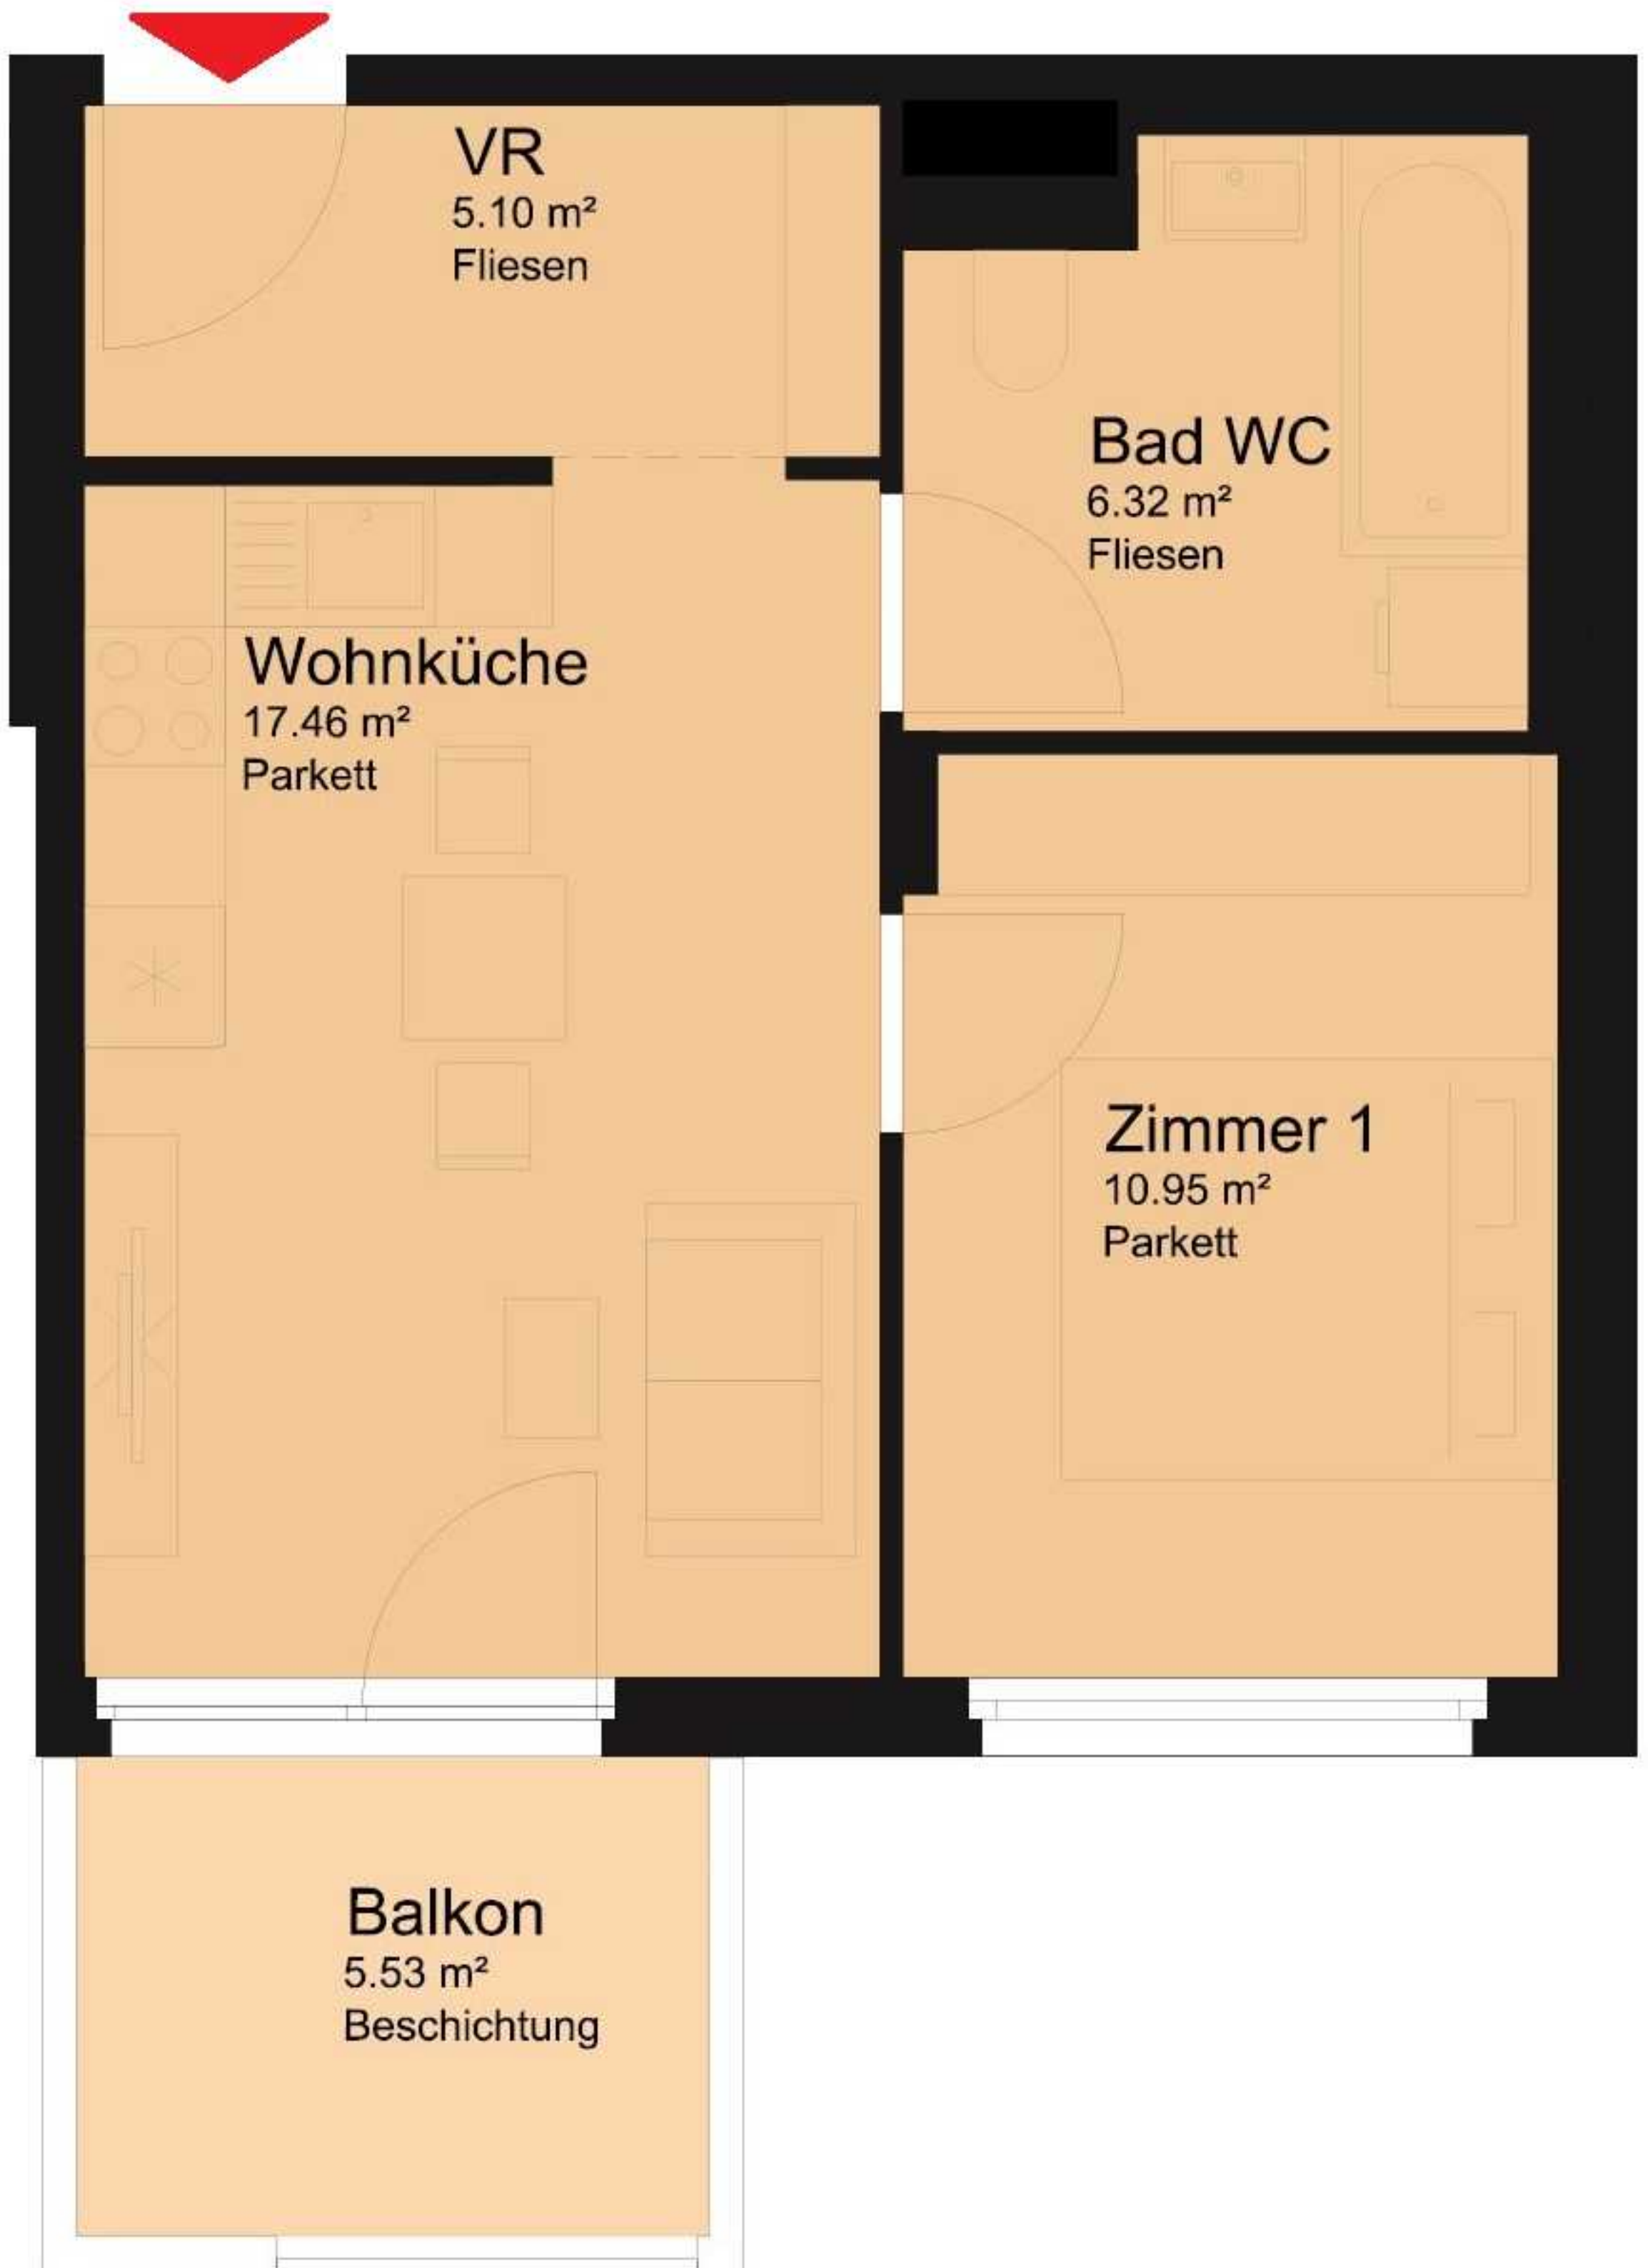 VR
5.10 m²
Fliesen
Bad WC
6.32 m²
Fliesen
Wohnküche
17.46 m²
Parkett
Zimmer 1
10.95 m²
Parkett
Balkon
5.53 m²
Beschichtung